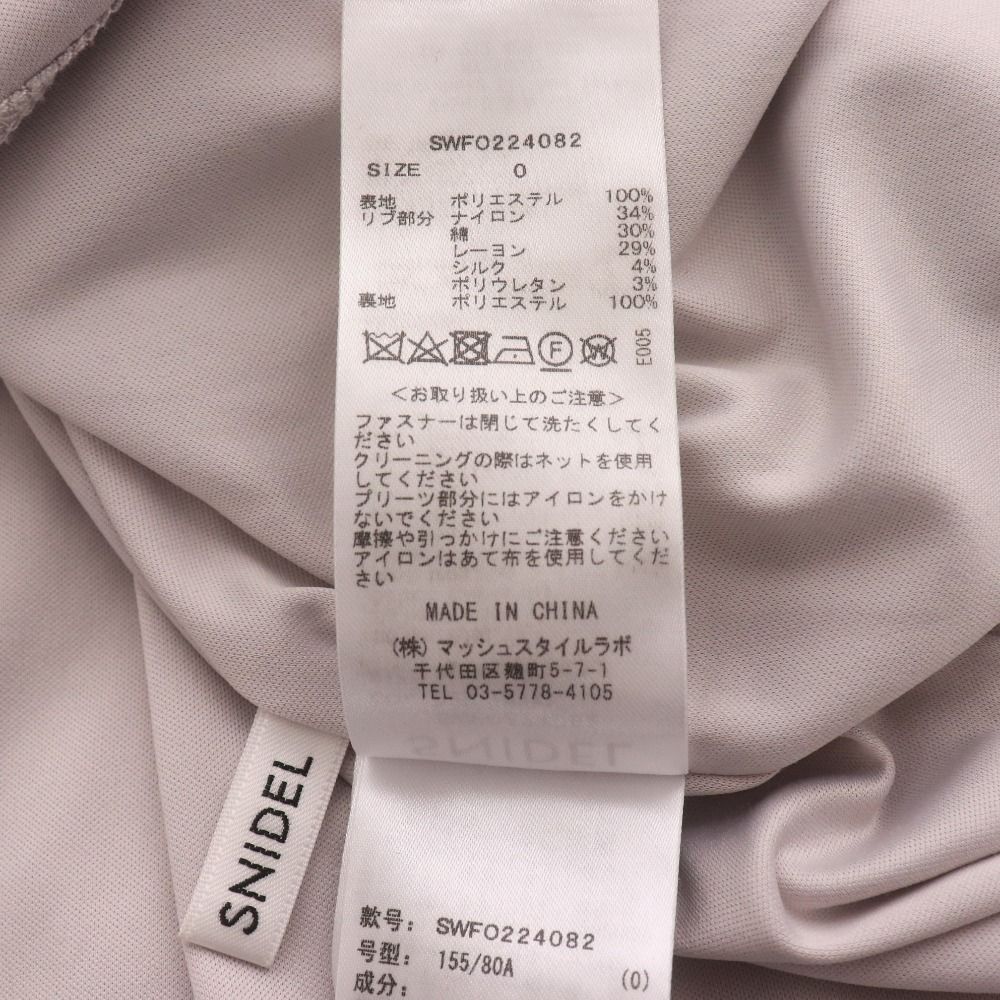 SWFO224082
SIZE 0
表地 ポリエステル 100%
リブ部分 ナイロン 34%
綿 30%
レーヨン 29%
シルク 4%
ポリウレタン 3%
裏地 ポリエステル 100%
F W E005
<お取り扱い上のご注意>
ファスナーは閉じて洗たくしてく
ださい
クリーニングの際はネットを使用
してください
プリーツ部分にはアイロンをかけ
ないでください
摩擦や引っかけにご注意ください
アイロンはあて布を使用してくだ
さい
MADE IN CHINA
(株) マッシュスタイルラボ
千代田区麹町5-7-1
TEL 03-5778-4105
SNIDEL
SNIDEL
款号: SWFO224082
号型: 155/80A (0)
成分: